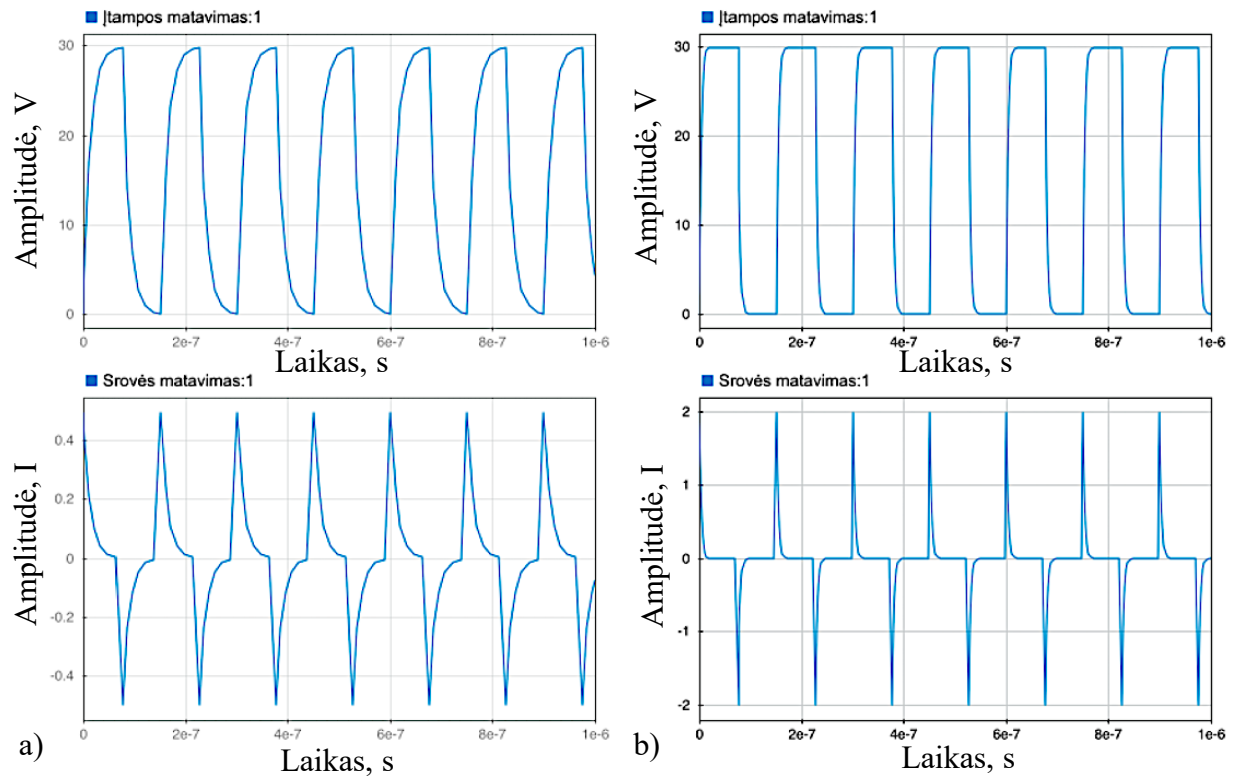 Įtampos matavimas:1
30
20
10
0
Amplitudė, V
0 2e-7 4e-7 6e-7 8e-7 1e-6
Laikas, s
Įtampos matavimas:1
30
20
10
0
Amplitudė, V
0 2e-7 4e-7 6e-7 8e-7 1e-6
Laikas, s
Srovės matavimas:1
0.4
0.2
0
-0.2
-0.4
Amplitudė, I
0 2e-7 4e-7 6e-7 8e-7 1e-6
a)
Laikas, s
Srovės matavimas:1
2
1
0
-1
-2
Amplitudė, I
0 2e-7 4e-7 6e-7 8e-7 1e-6
b)
Laikas, s